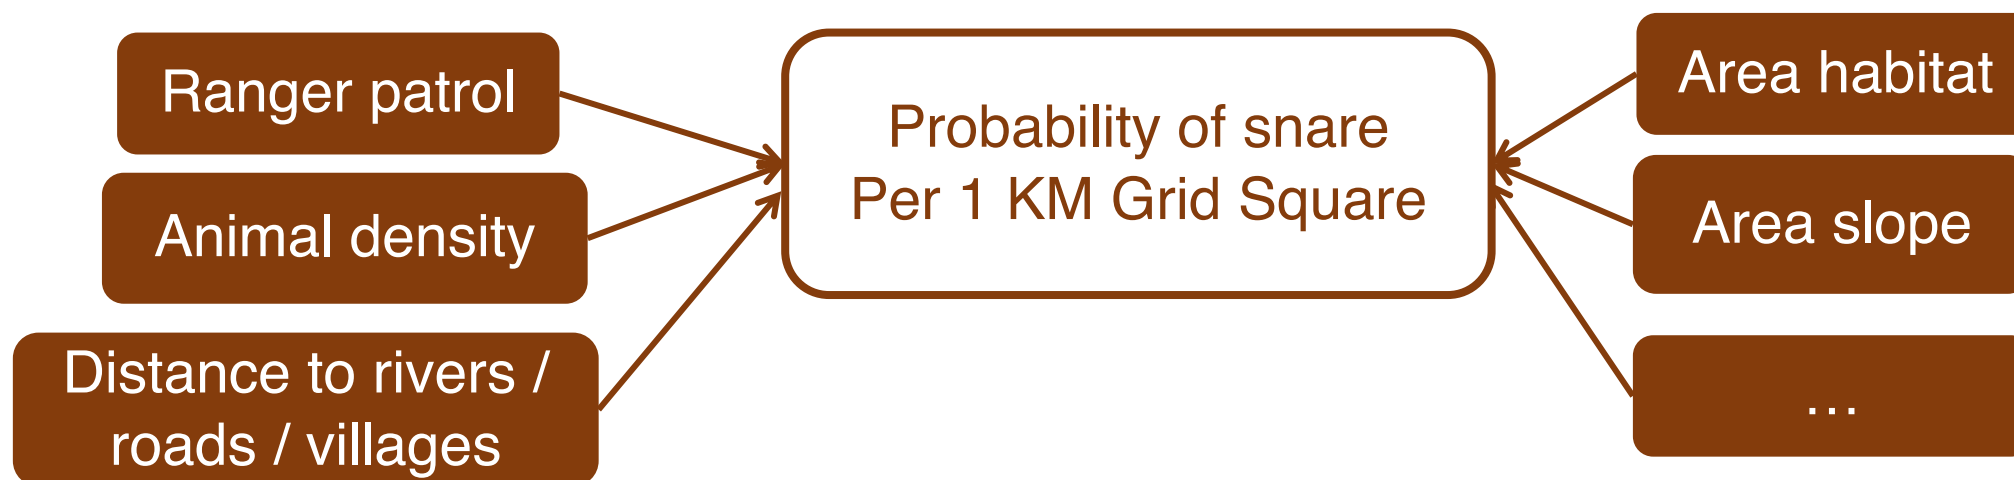 Ranger patrol
Animal density
Distance to rivers /
roads / villages
Probability of snare
Per 1 KM Grid Square
Area habitat
Area slope
…